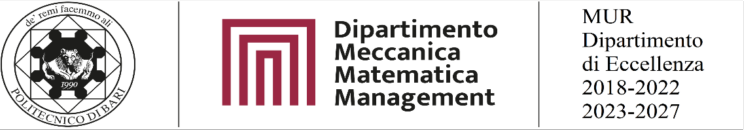 de' remi facemmo ali
1990
POLITECNICO DI BARI
Dipartimento
Meccanica
Matematica
Management
MUR
Dipartimento
di Eccellenza
2018-2022
2023-2027